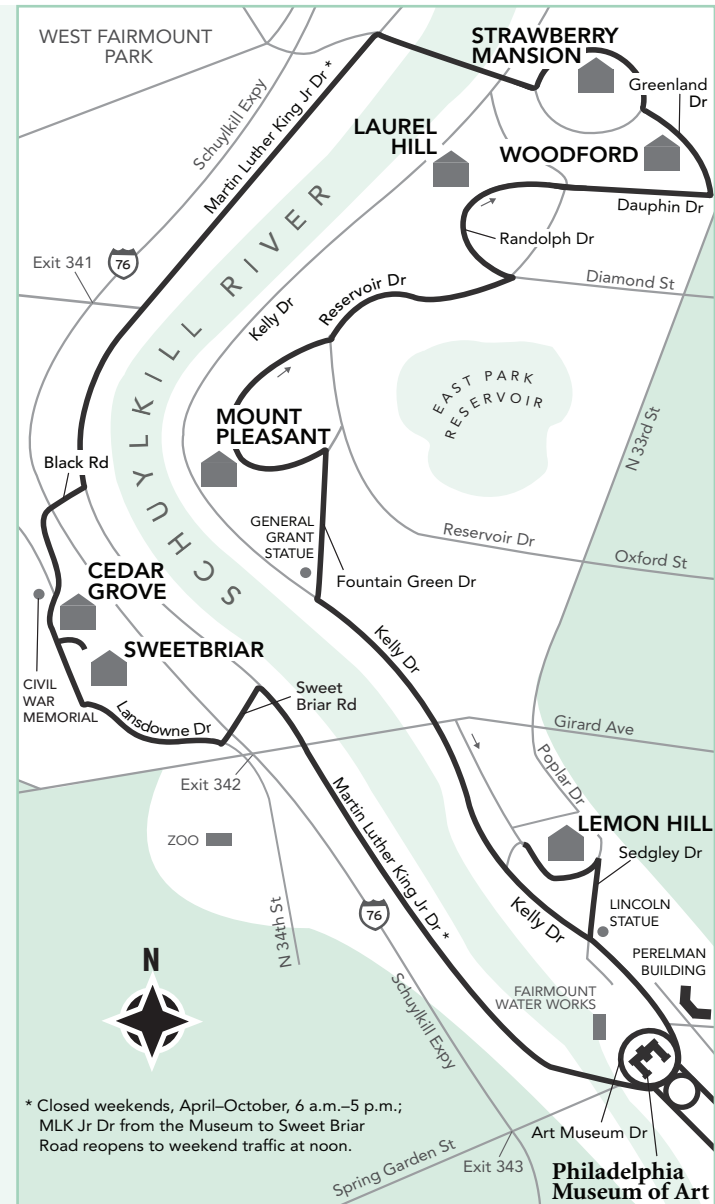 WEST FAIRMOUNT
PARK
STRAWBERRY
MANSION
Greenland
Dr
Schuylkill Expy
Martin Luther King Jr Dr *
LAUREL
HILL
WOODFORD
Dauphin Dr
Randolph Dr
Exit 341
76
SCHUYLKILL RIVER
Kelly Dr
Reservoir Dr
Diamond St
EAST PARK
RESERVOIR
N 33rd St
MOUNT
PLEASANT
Black Rd
GENERAL
GRANT
STATUE
Reservoir Dr
Oxford St
Fountain Green Dr
CEDAR
GROVE
SWEETBRIAR
Kelly Dr
CIVIL
WAR
MEMORIAL
Lansdowne Dr
Sweet
Briar Rd
Girard Ave
Poplar Dr
Exit 342
ZOO
Martin Luther King Jr Dr *
LEMON HILL
Sedgley Dr
N 34th St
76
Kelly Dr
LINCOLN
STATUE
PERELMAN
BUILDING
N
Schuylkill Expy
FAIRMOUNT
WATER WORKS
* Closed weekends, April–October, 6 a.m.–5 p.m.;
MLK Jr Dr from the Museum to Sweet Briar
Road reopens to weekend traffic at noon.
Art Museum Dr
Spring Garden St
Exit 343
Philadelphia
Museum of Art